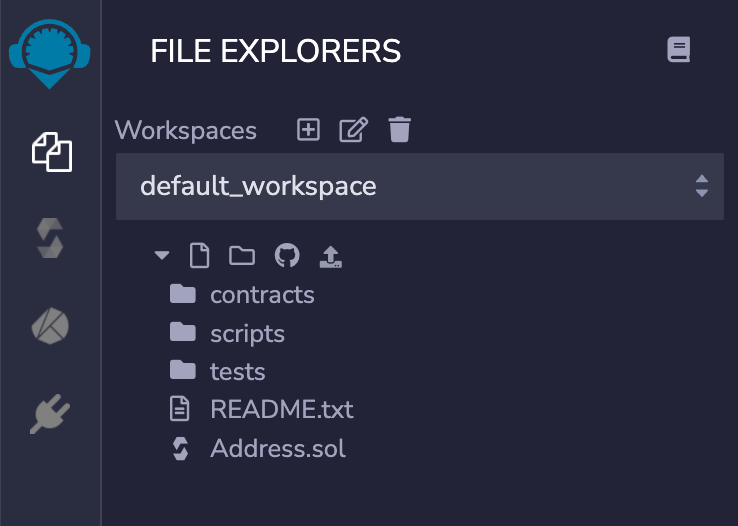 FILE EXPLORERS
Workspaces
default_workspace
contracts
scripts
tests
README.txt
Address.sol